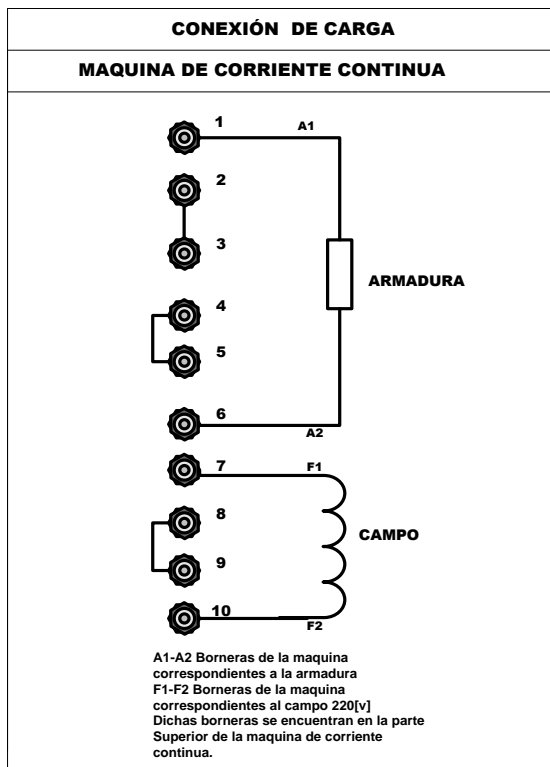 CONEXIÓN DE CARGA
MAQUINA DE CORRIENTE CONTINUA
1
A1
2
3
ARMADURA
4
5
6
A2
7
F1
8
CAMPO
9
10
F2
A1-A2 Borneras de la maquina
correspondientes a la armadura
F1-F2 Borneras de la maquina
correspondientes al campo 220[v]
Dichas borneras se encuentran en la parte
Superior de la maquina de corriente
continua.